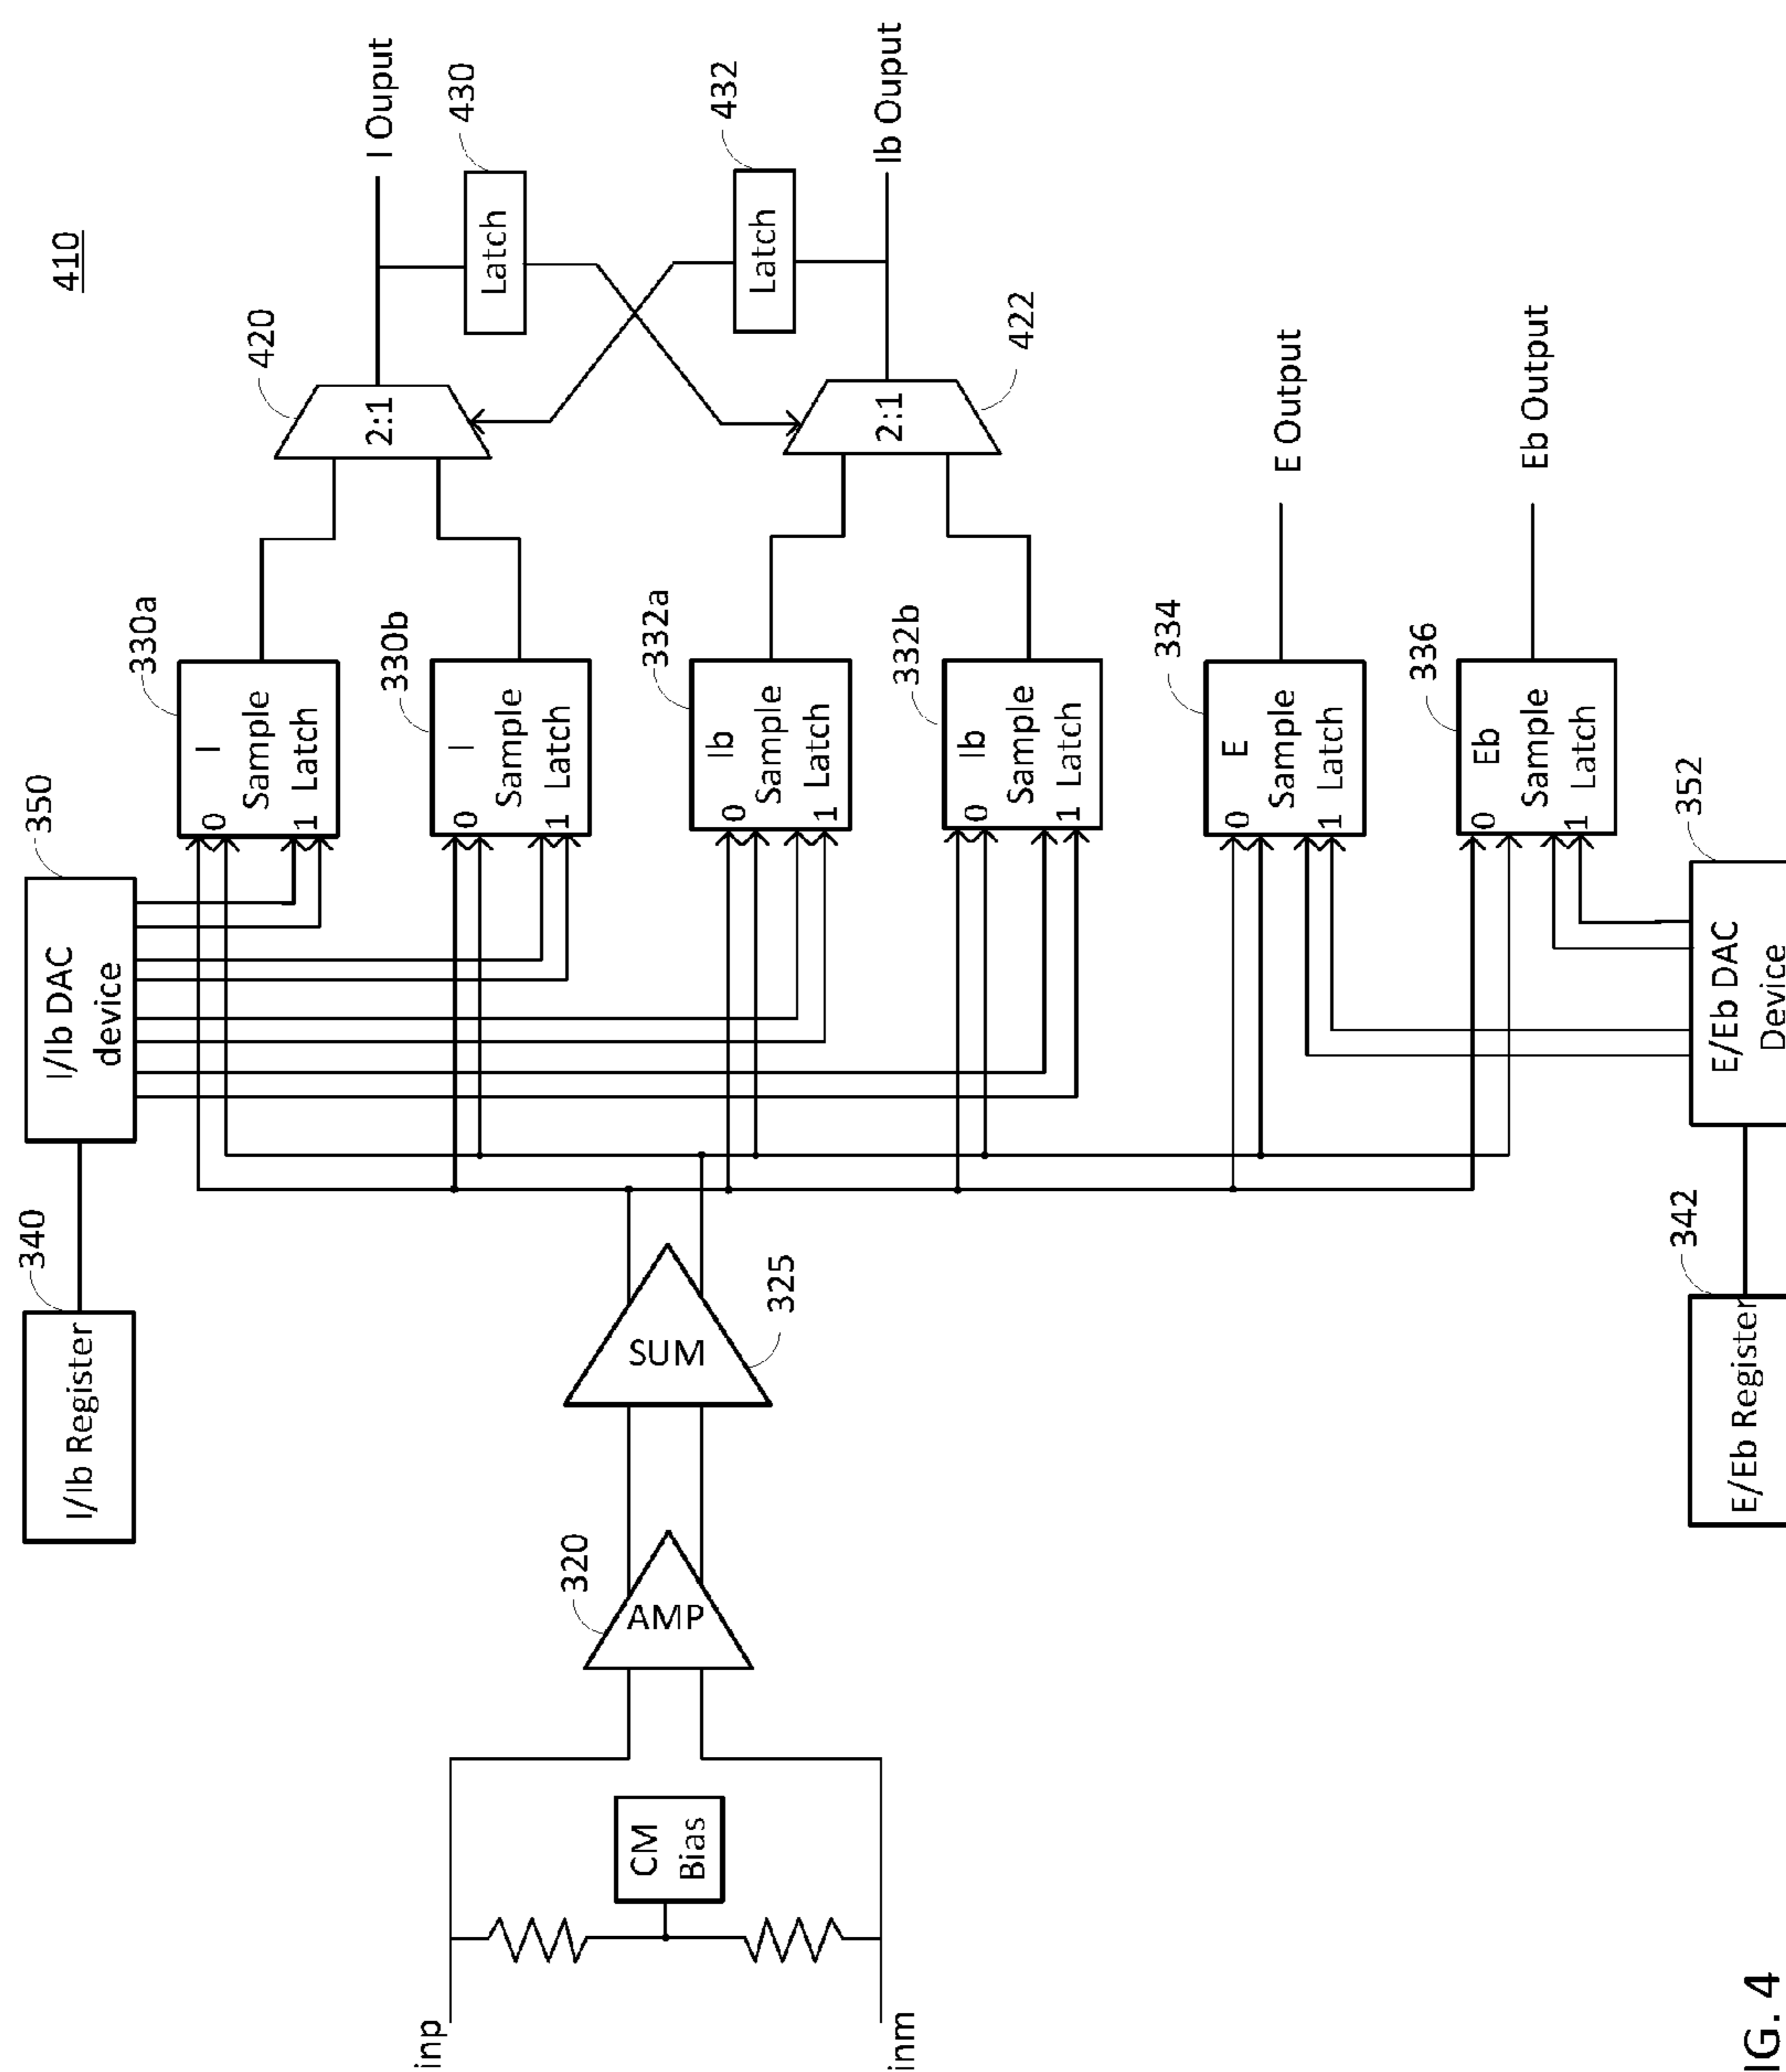 410
I/Ib Register
340
I/Ib DAC
device
350
I
Sample
Latch
0
1
330a
I
Sample
Latch
0
1
330b
Ib
Sample
Latch
0
1
332a
Ib
Sample
Latch
0
1
332b
E
Sample
Latch
0
1
334
Eb
Sample
Latch
0
1
336
2:1
420
2:1
422
I Ouput
Latch
430
Latch
432
Ib Ouput
E Output
Eb Output
inp
inm
CM
Bias
AMP
320
SUM
325
E/Eb Register
342
E/Eb DAC
Device
352
IG. 4